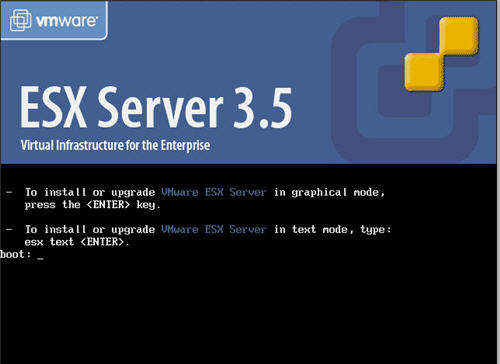 vmware®
ESX Server 3.5
Virtual Infrastructure for the Enterprise
- To install or upgrade VMware ESX Server in graphical mode,
press the <ENTER> key.
- To install or upgrade VMware ESX Server in text mode, type:
esx text <ENTER>.
boot: _